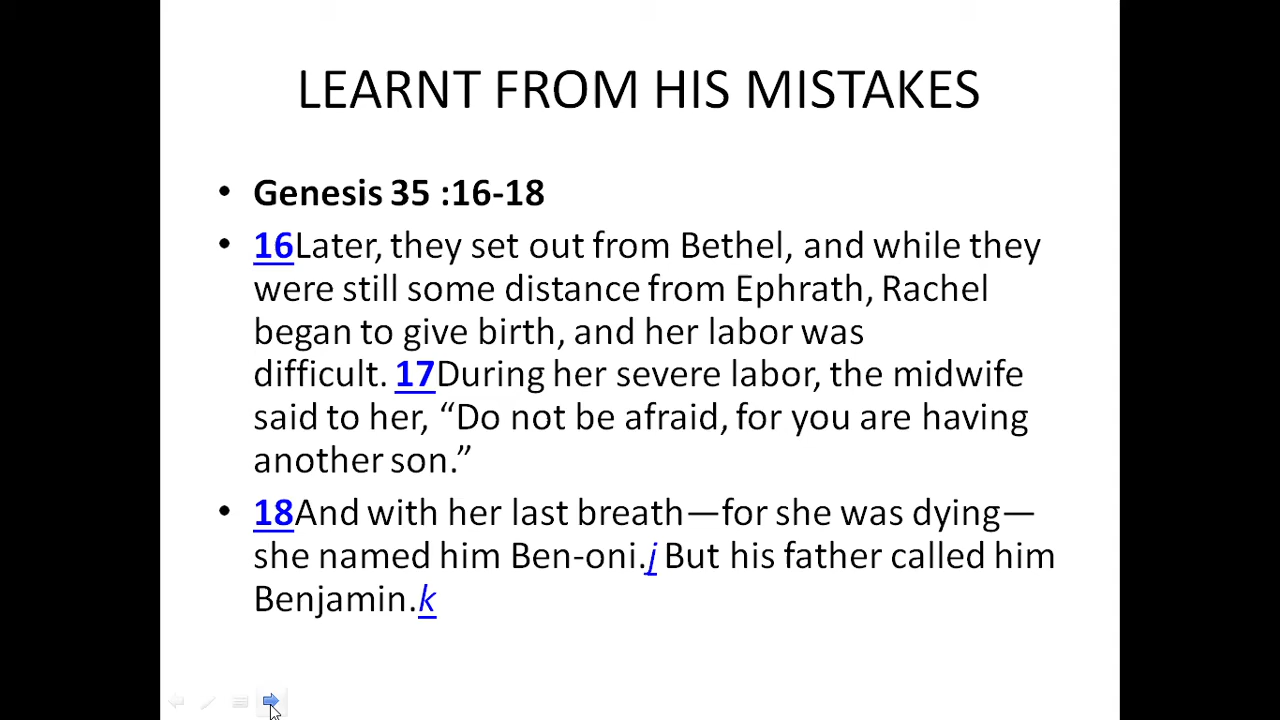 LEARNT FROM HIS MISTAKES
• Genesis 35 :16-18
• 16Later, they set out from Bethel, and while they
were still some distance from Ephrath, Rachel
began to give birth, and her labor was
difficult. 17During her severe labor, the midwife
said to her, “Do not be afraid, for you are having
another son.”
• 18And with her last breath—for she was dying—
she named him Ben-oni.j But his father called him
Benjamin.k